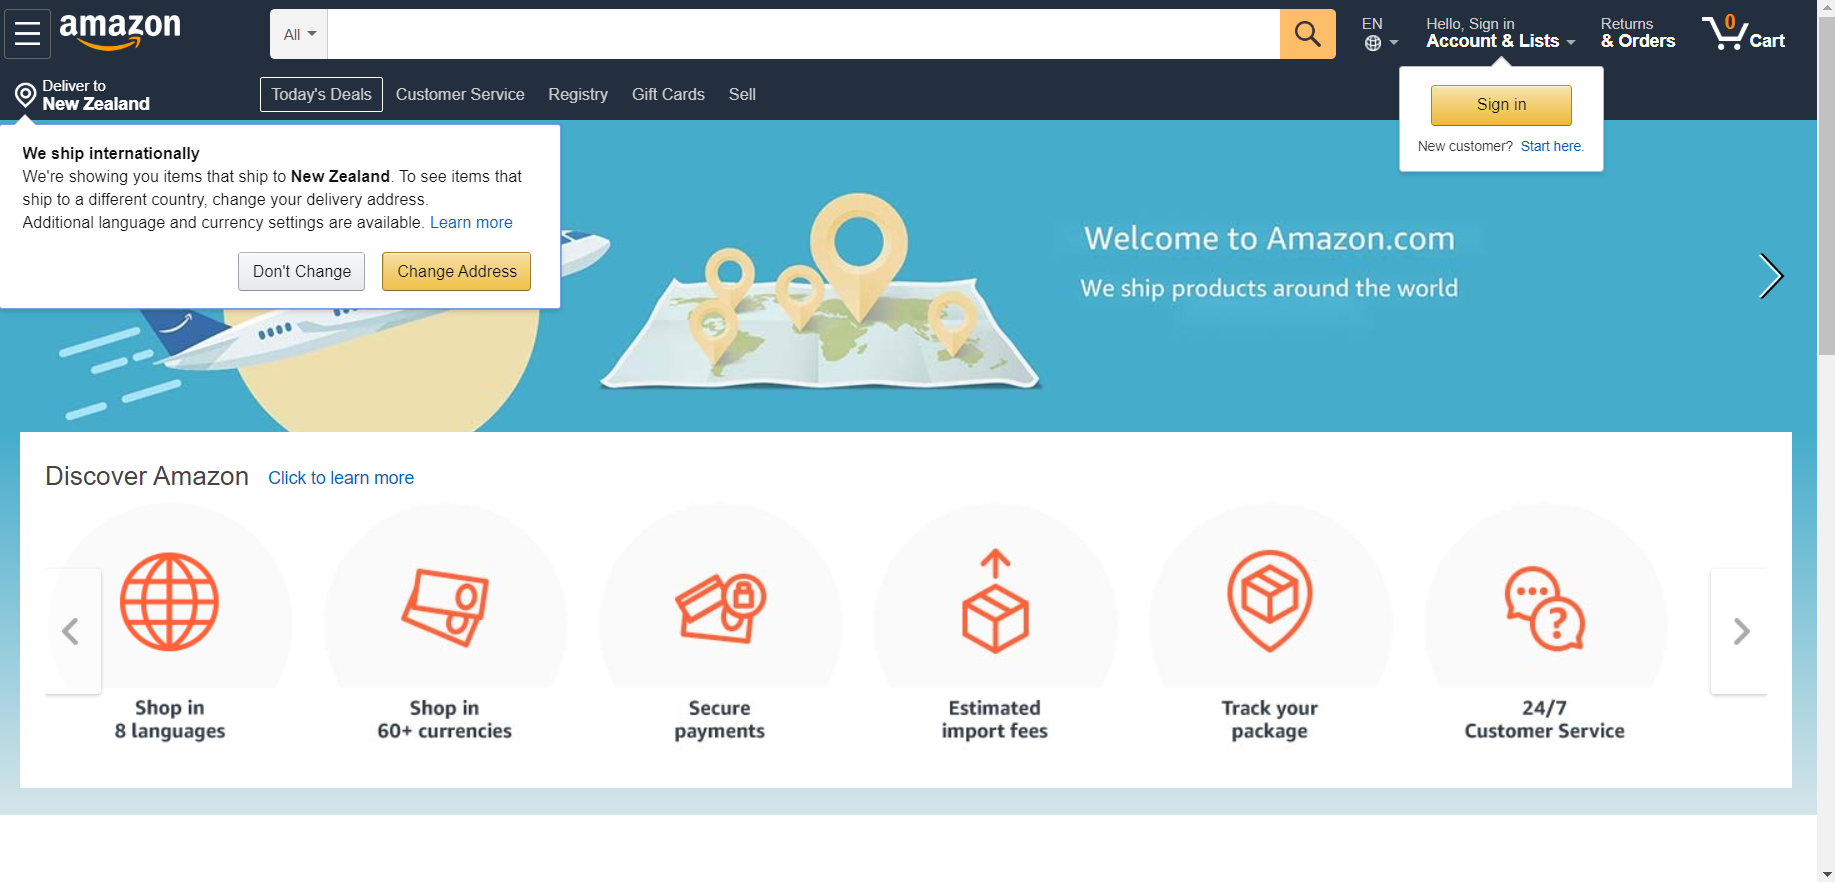 amazon
All
EN
Hello, Sign in
Account & Lists
Returns
& Orders
0
Cart
Deliver to
New Zealand
Today's Deals
Customer Service
Registry
Gift Cards
Sell
Sign in
New customer? Start here.
We ship internationally
We're showing you items that ship to New Zealand. To see items that
ship to a different country, change your delivery address.
Additional language and currency settings are available. Learn more
Don't Change
Change Address
Welcome to Amazon.com
We ship products around the world
Discover Amazon
Click to learn more
Shop in
8 languages
Shop in
60+ currencies
Secure
payments
Estimated
import fees
Track your
package
24/7
Customer Service